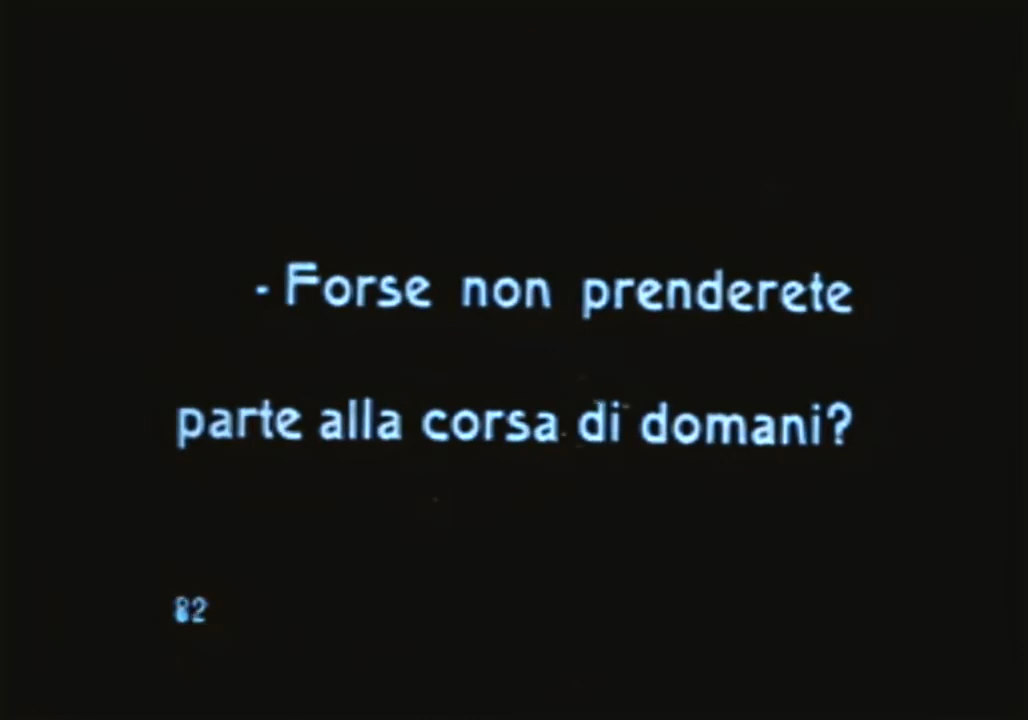 - Forse non prenderete
parte alla corsa di domani?
82